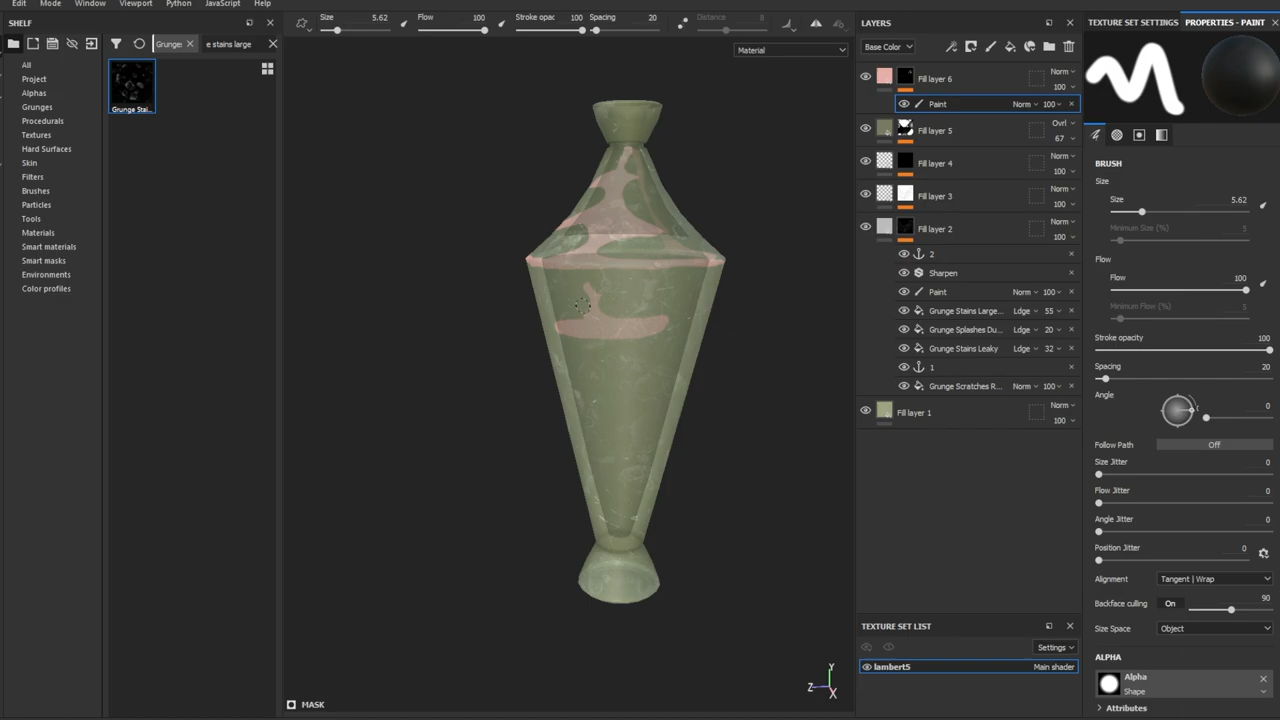 Edit Mode Window Viewport Python JavaScript Help
SHELF
Grunge e stains large
All
Project
Alphas
Grunges
Procedurals
Textures
Hard Surfaces
Skin
Filters
Brushes
Particles
Tools
Materials
Smart materials
Smart masks
Environments
Color profiles
Grunge Stai...
Size 5.62 Flow 100 Stroke opac 100 Spacing 20 Distance 8
Material
MASK
Y
Z
X
LAYERS
Base Color
Fill layer 6 Norm 100
Paint Norm 100
Fill layer 5 Ovrl 67
Fill layer 4 Norm 100
Fill layer 3 Norm 100
Fill layer 2 Norm 100
2
Sharpen
Paint Norm 100
Grunge Stains Large... Ldge 55
Grunge Splashes Du... Ldge 20
Grunge Stains Leaky Ldge 32
1
Grunge Scratches R... Norm 100
Fill layer 1 Norm 100
TEXTURE SET LIST
Settings
lambert5 Main shader
TEXTURE SET SETTINGS PROPERTIES - PAINT
BRUSH
Size
Size 5.62
Minimum Size (%) 5
Flow
Flow 100
Minimum Flow (%) 5
Stroke opacity 100
Spacing 20
Angle 0
Follow Path Off
Size Jitter 0
Flow Jitter 0
Angle Jitter 0
Position Jitter 0
Alignment Tangent | Wrap
Backface culling On 90
Size Space Object
ALPHA
Alpha
Shape
Attributes